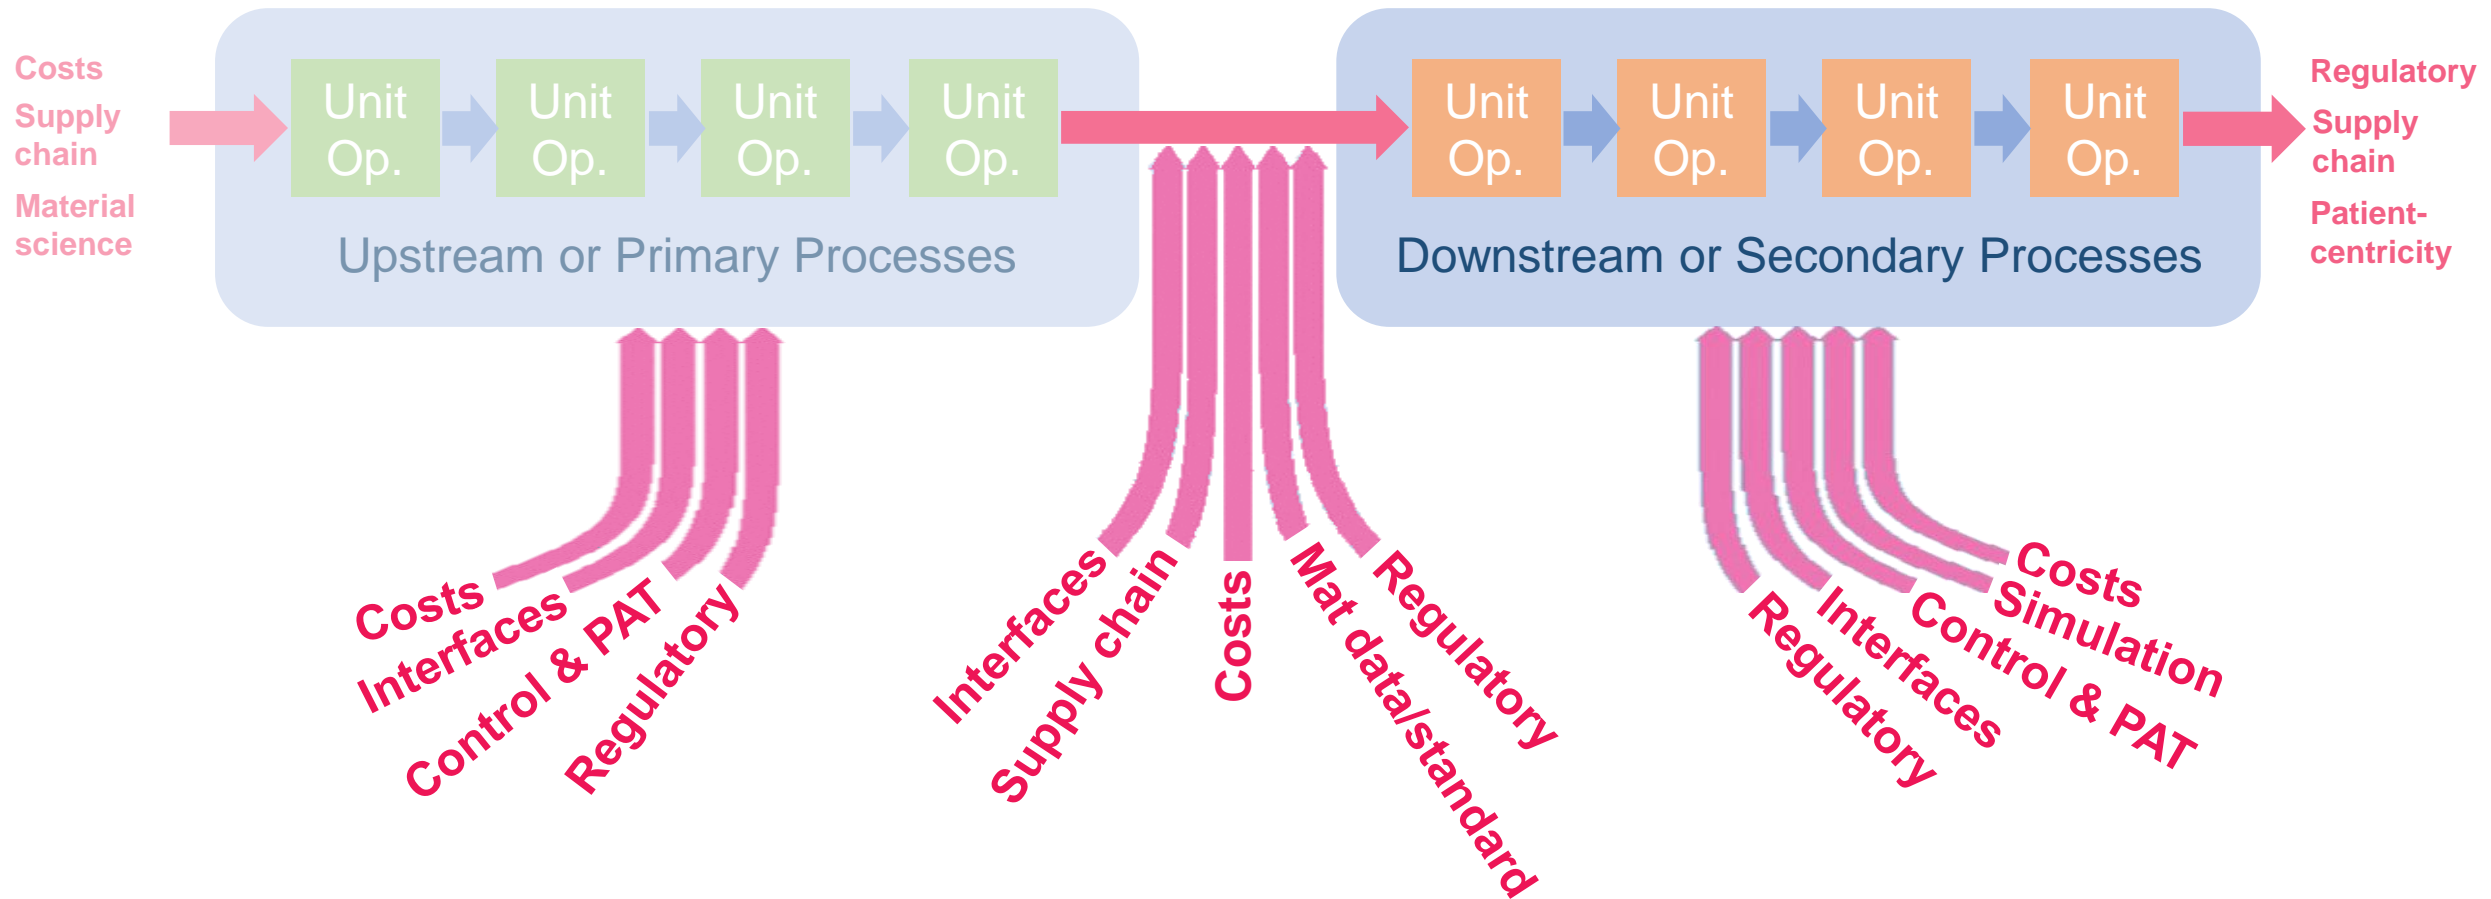 Costs
Supply
chain
Material
science
Unit
Op.
Unit
Op.
Unit
Op.
Unit
Op.
Upstream or Primary Processes
Unit
Op.
Unit
Op.
Unit
Op.
Unit
Op.
Downstream or Secondary Processes
Regulatory
Supply
chain
Patient-
centricity
Costs
Interfaces
Control & PAT
Regulatory
Interfaces
Supply chain
Costs
Mat data/standard
Regulatory
Regulatory
Interfaces
Control & PAT
Simulation
Costs